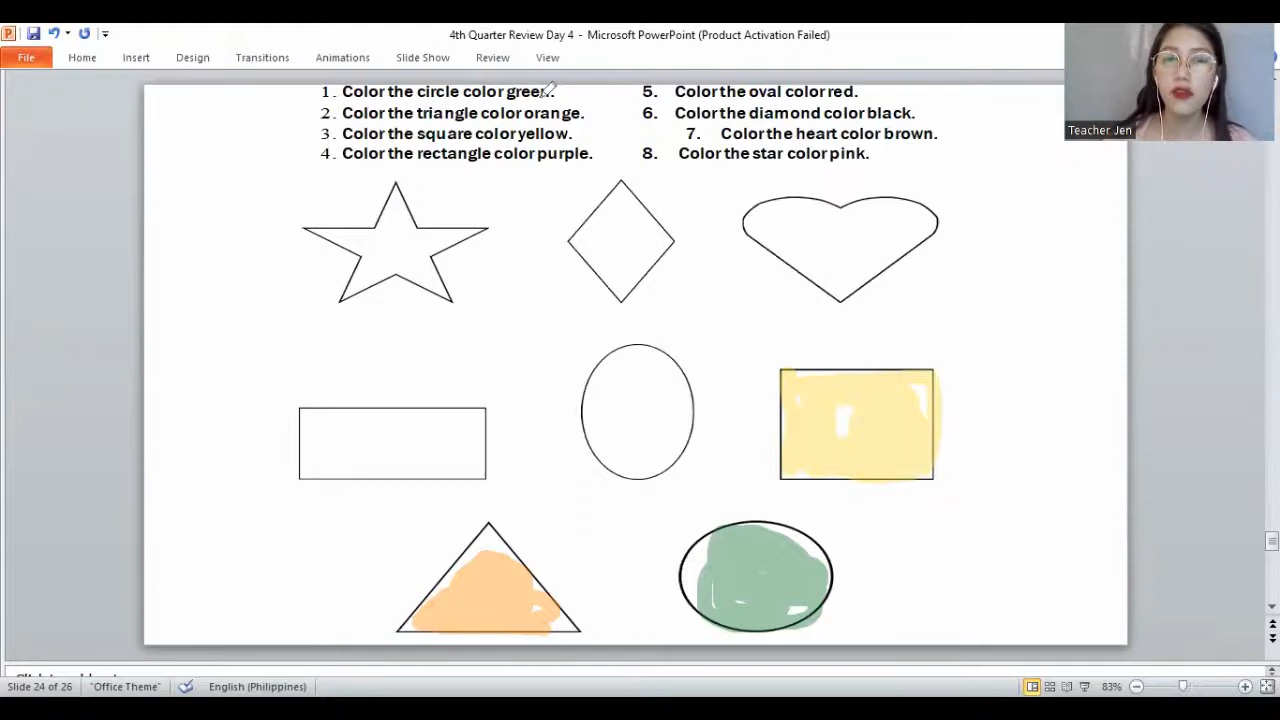 4th Quarter Review Day 4 - Microsoft PowerPoint (Product Activation Failed)
File Home Insert Design Transitions Animations Slide Show Review View
Teacher Jen
1. Color the circle color green.
2. Color the triangle color orange.
3. Color the square color yellow.
4. Color the rectangle color purple.
5. Color the oval color red.
6. Color the diamond color black.
7. Color the heart color brown.
8. Color the star color pink.
Slide 24 of 26 "Office Theme" English (Philippines) 83%